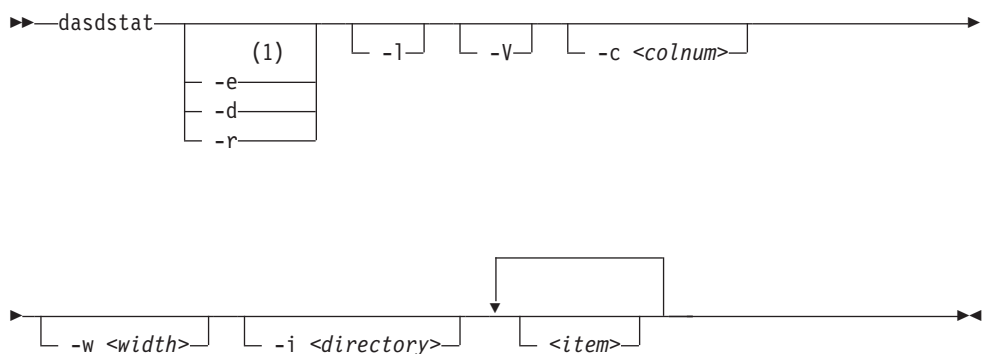 dasdstat
(1)
-e
-d
-r
-l
-V
-c <colnum>
-w <width>
-i <directory>
<item>